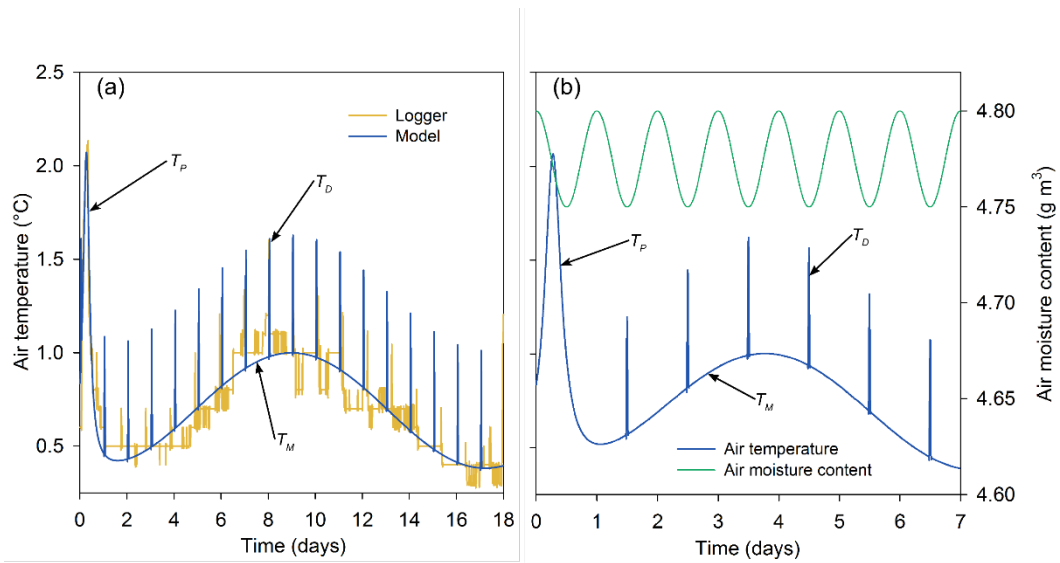 (a)
Logger
Model
T_P
T_D
T_M
2.5
2.0
1.5
1.0
0.5
Air temperature (°C)
0 2 4 6 8 10 12 14 16 18
Time (days)
(b)
T_P
T_D
T_M
Air temperature
Air moisture content
4.80
4.75
4.70
4.65
4.60
Air moisture content (g m³)
0 1 2 3 4 5 6 7
Time (days)